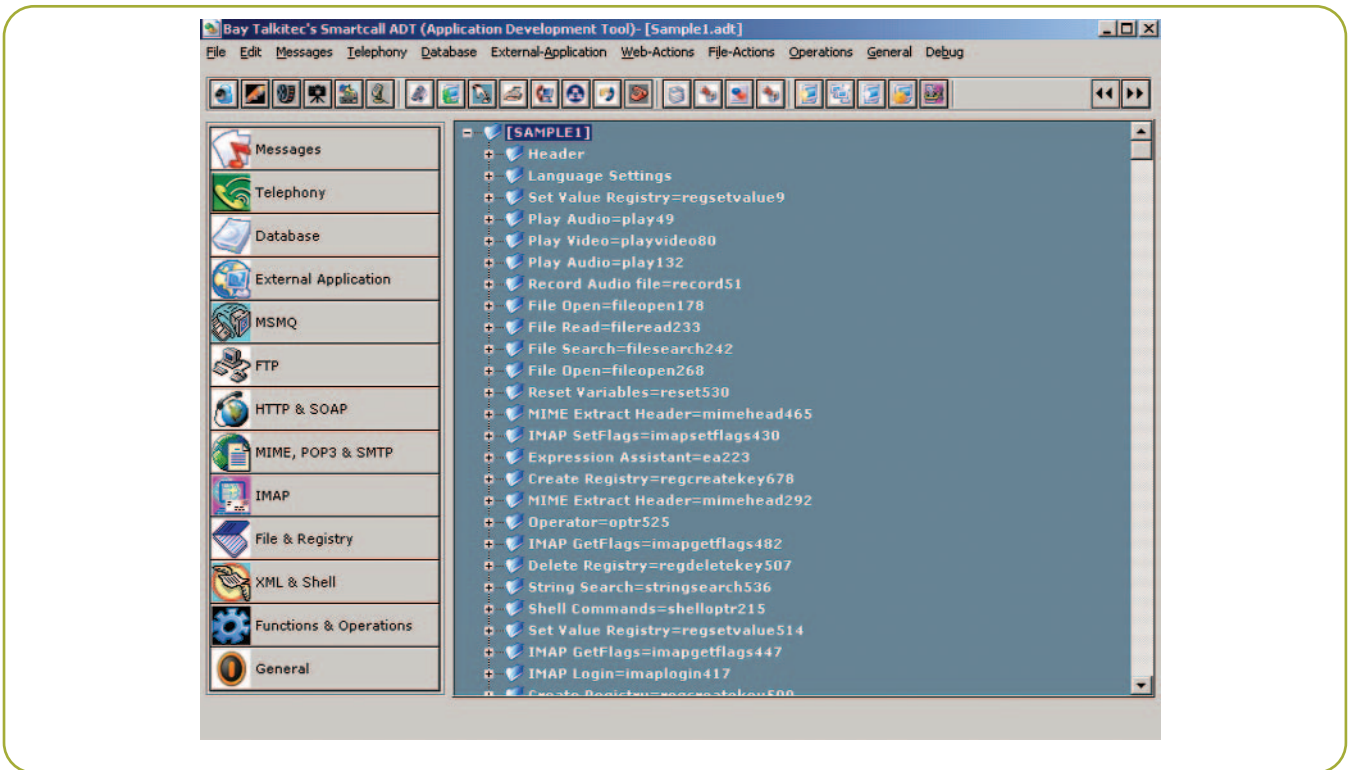 Bay Talkitec's Smartcall ADT (Application Development Tool)- [Sample1.adt]
File Edit Messages Telephony Database External-Application Web-Actions File-Actions Operations General Debug
Messages
Telephony
Database
External Application
MSMQ
FTP
HTTP & SOAP
MIME, POP3 & SMTP
IMAP
File & Registry
XML & Shell
Functions & Operations
General
[SAMPLE1]
Header
Language Settings
Set Value Registry=regsetvalue9
Play Audio=play49
Play Video=playvideo80
Play Audio=play132
Record Audio file=record51
File Open=fileopen178
File Read=fileread233
File Search=filesearch242
File Open=fileopen268
Reset Variables=reset530
MIME Extract Header=mimehead465
IMAP SetFlags=imapsetflags430
Expression Assistant=ea223
Create Registry=regcreatekey678
MIME Extract Header=mimehead292
Operator=optr525
IMAP GetFlags=imapgetflags482
Delete Registry=regdeletekey507
String Search=stringsearch536
Shell Commands=shelloptr215
Set Value Registry=regsetvalue514
IMAP GetFlags=imapgetflags447
IMAP Login=imaplogin417